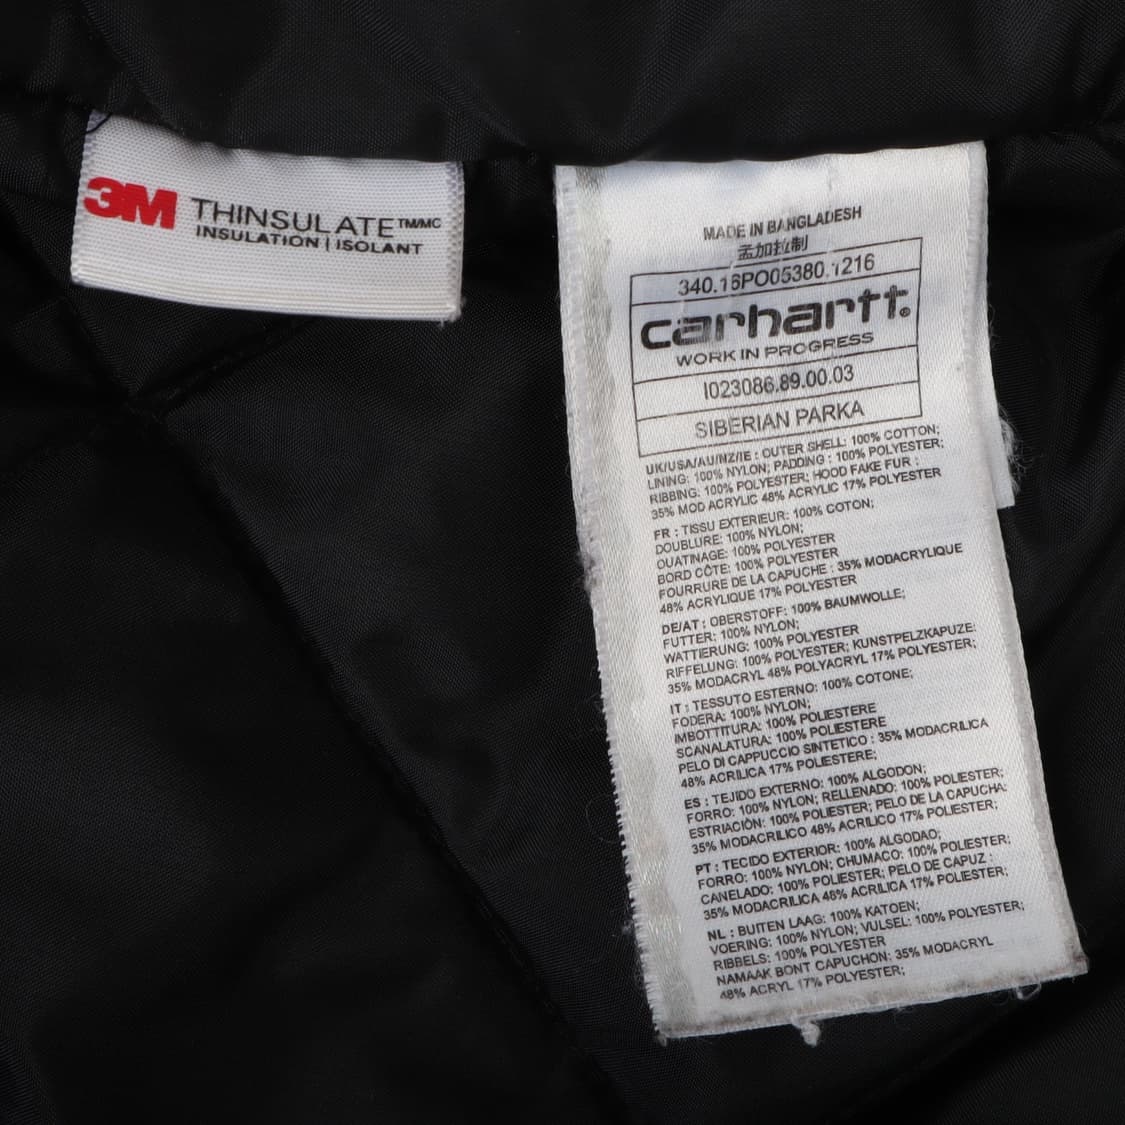 3M THINSULATE™/MC
INSULATION | ISOLANT
MADE IN BANGLADESH
孟加拉制
340.16PO05380.1216
carhartt.
WORK IN PROGRESS
I023086.89.00.03
SIBERIAN PARKA
UK/USA/AU/NZ/IE : OUTER SHELL: 100% COTTON;
LINING: 100% NYLON; PADDING : 100% POLYESTER;
RIBBING: 100% POLYESTER; HOOD FAKE FUR :
35% MOD ACRYLIC 48% ACRYLIC 17% POLYESTER
FR : TISSU EXTERIEUR: 100% COTON;
DOUBLURE: 100% NYLON;
OUATINAGE: 100% POLYESTER
BORD CÔTE: 100% POLYESTER
FOURRURE DE LA CAPUCHE : 35% MODACRYLIQUE
48% ACRYLIQUE 17% POLYESTER
DE/AT : OBERSTOFF: 100% BAUMWOLLE;
FUTTER: 100% NYLON;
WATTIERUNG: 100% POLYESTER
RIFFELUNG: 100% POLYESTER; KUNSTPELZKAPUZE:
35% MODACRYL 48% POLYACRYL 17% POLYESTER;
IT : TESSUTO ESTERNO: 100% COTONE;
FODERA: 100% NYLON;
IMBOTTITURA: 100% POLIESTERE
SCANALATURA: 100% POLIESTERE
PELO DI CAPPUCCIO SINTETICO : 35% MODACRILICA
48% ACRILICA 17% POLIESTERE;
ES : TEJIDO EXTERNO: 100% ALGODON;
FORRO: 100% NYLON; RELLENADO: 100% POLIESTER;
ESTRIACIÓN: 100% POLIESTER; PELO DE LA CAPUCHA:
35% MODACRILICO 48% ACRILICO 17% POLIESTER;
PT : TECIDO EXTERIOR: 100% ALGODAO;
FORRO: 100% NYLON; CHUMACO: 100% POLIESTER;
CANELADO: 100% POLIESTER; PELO DE CAPUZ :
35% MODACRILICA 48% ACRILICA 17% POLIESTER;
NL : BUITEN LAAG: 100% KATOEN;
VOERING: 100% NYLON; VULSEL: 100% POLYESTER;
RIBBELS: 100% POLYESTER
NAMAAK BONT CAPUCHON: 35% MODACRYL
48% ACRYL 17% POLYESTER;